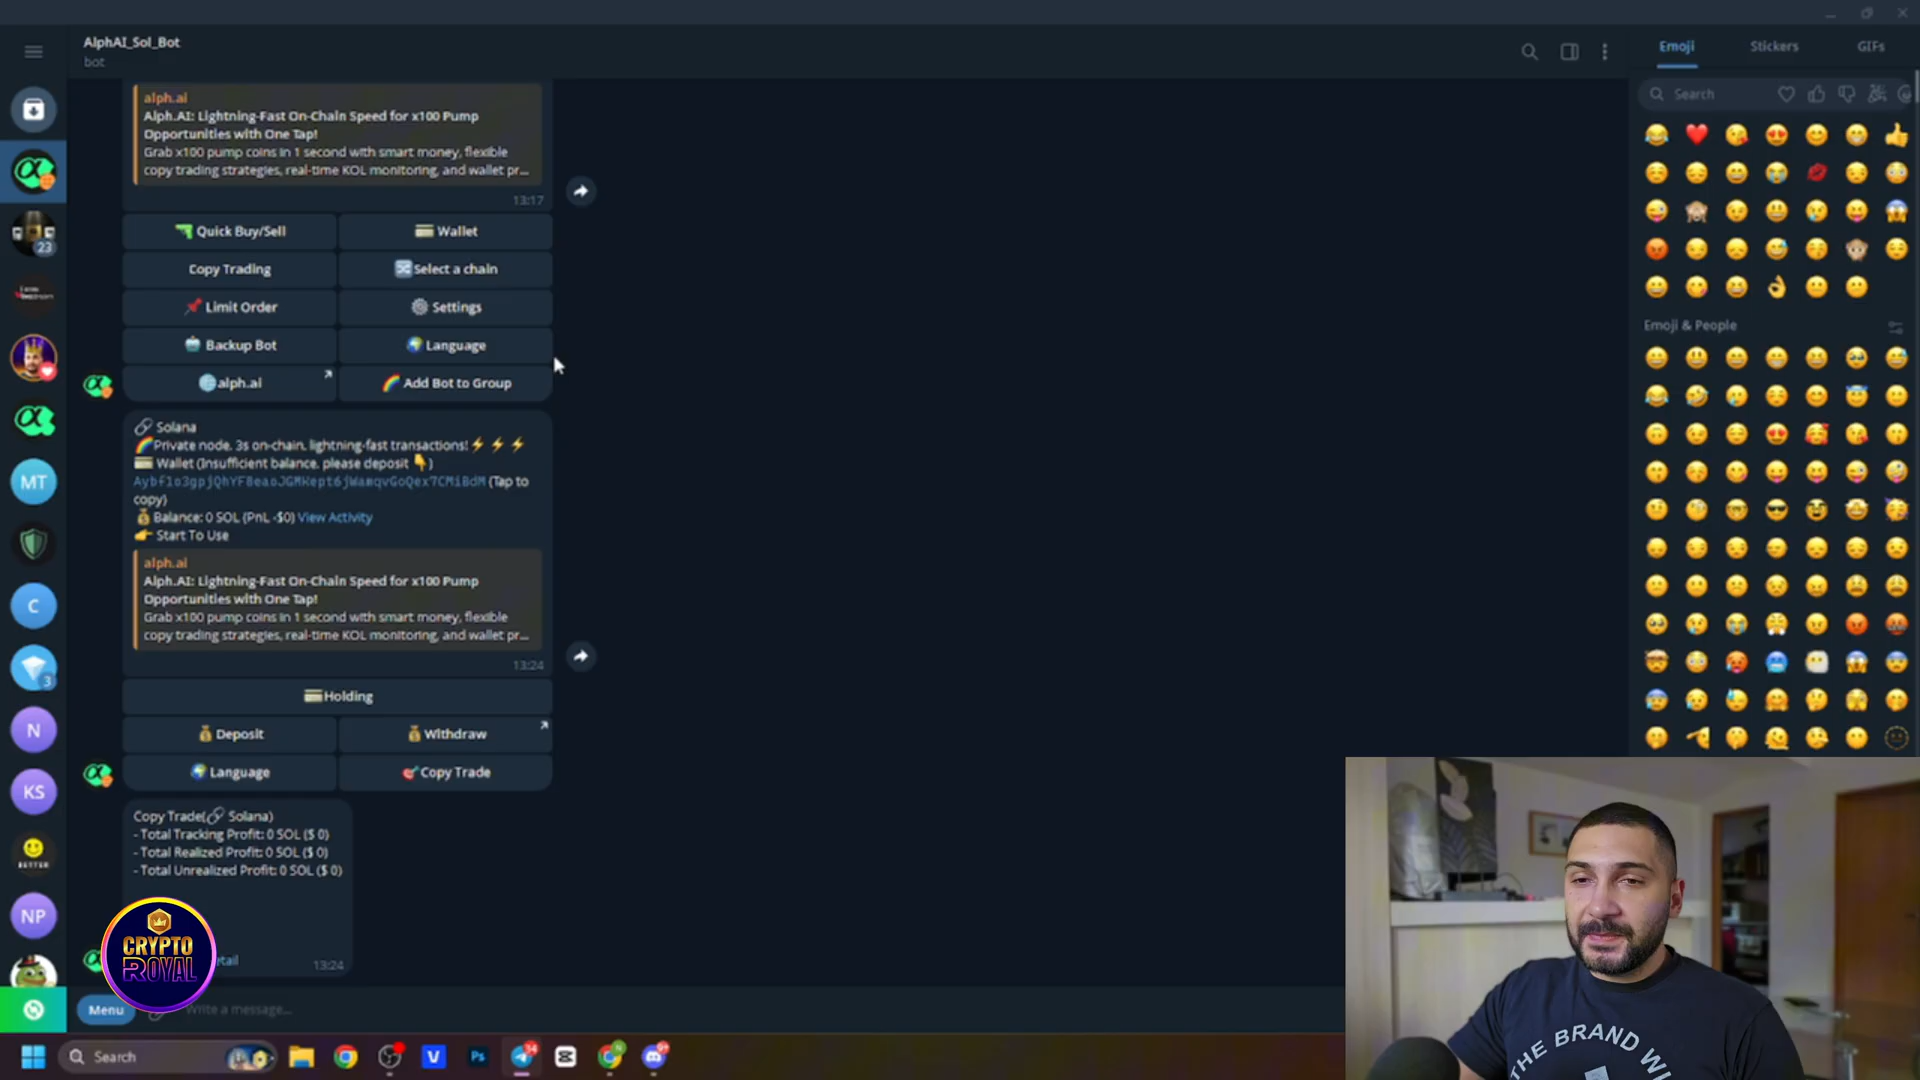 AlphAI_Sol_Bot
bot
alph.ai
Alph.AI: Lightning-Fast On-Chain Speed for x100 Pump
Opportunities with One Tap!
Grab x100 pump coins in 1 second with smart money, flexible
copy trading strategies, real-time KOL monitoring, and wallet pr...
13:17
Quick Buy/Sell
Wallet
Copy Trading
Select a chain
Limit Order
Settings
Backup Bot
Language
alph.ai
Add Bot to Group
Solana
Private node, 3s on-chain, lightning-fast transactions!
Wallet (Insufficient balance, please deposit )
(Tap to
copy)
Balance: 0 SOL (PnL -$0) View Activity
Start To Use
alph.ai
Alph.AI: Lightning-Fast On-Chain Speed for x100 Pump
Opportunities with One Tap!
Grab x100 pump coins in 1 second with smart money, flexible
copy trading strategies, real-time KOL monitoring, and wallet pr...
13:24
Holding
Deposit
Withdraw
Language
Copy Trade
Copy Trade( Solana)
- Total Tracking Profit: 0 SOL ($ 0)
- Total Realized Profit: 0 SOL ($ 0)
- Total Unrealized Profit: 0 SOL ($ 0)
etail
13:24
Menu
Write a message...
Emoji
Stickers
GIFs
Search
Emoji & People
23
MT
C
3
N
KS
BETTER
NP
CRYPTO
ROYAL
Search
V
Ps
34
9+
THE BRAND WI